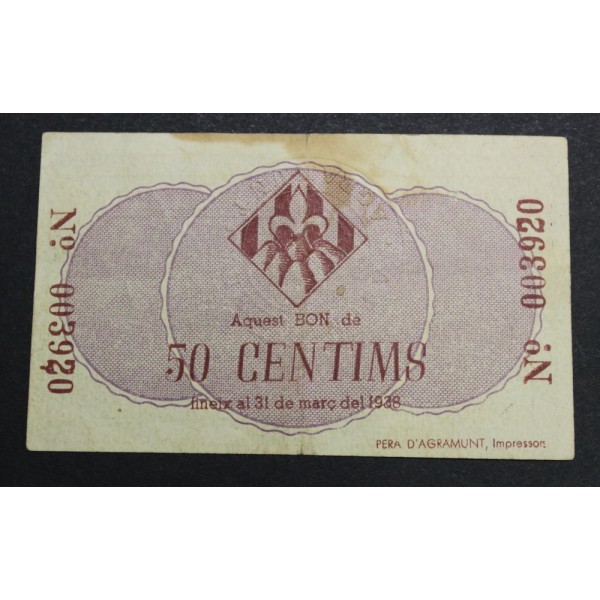 Nº 003920
Aquest BON de
50 CENTIMS
fineix al 31 de març del 1938
Nº 003920
PERA D'AGRAMUNT, Impressor